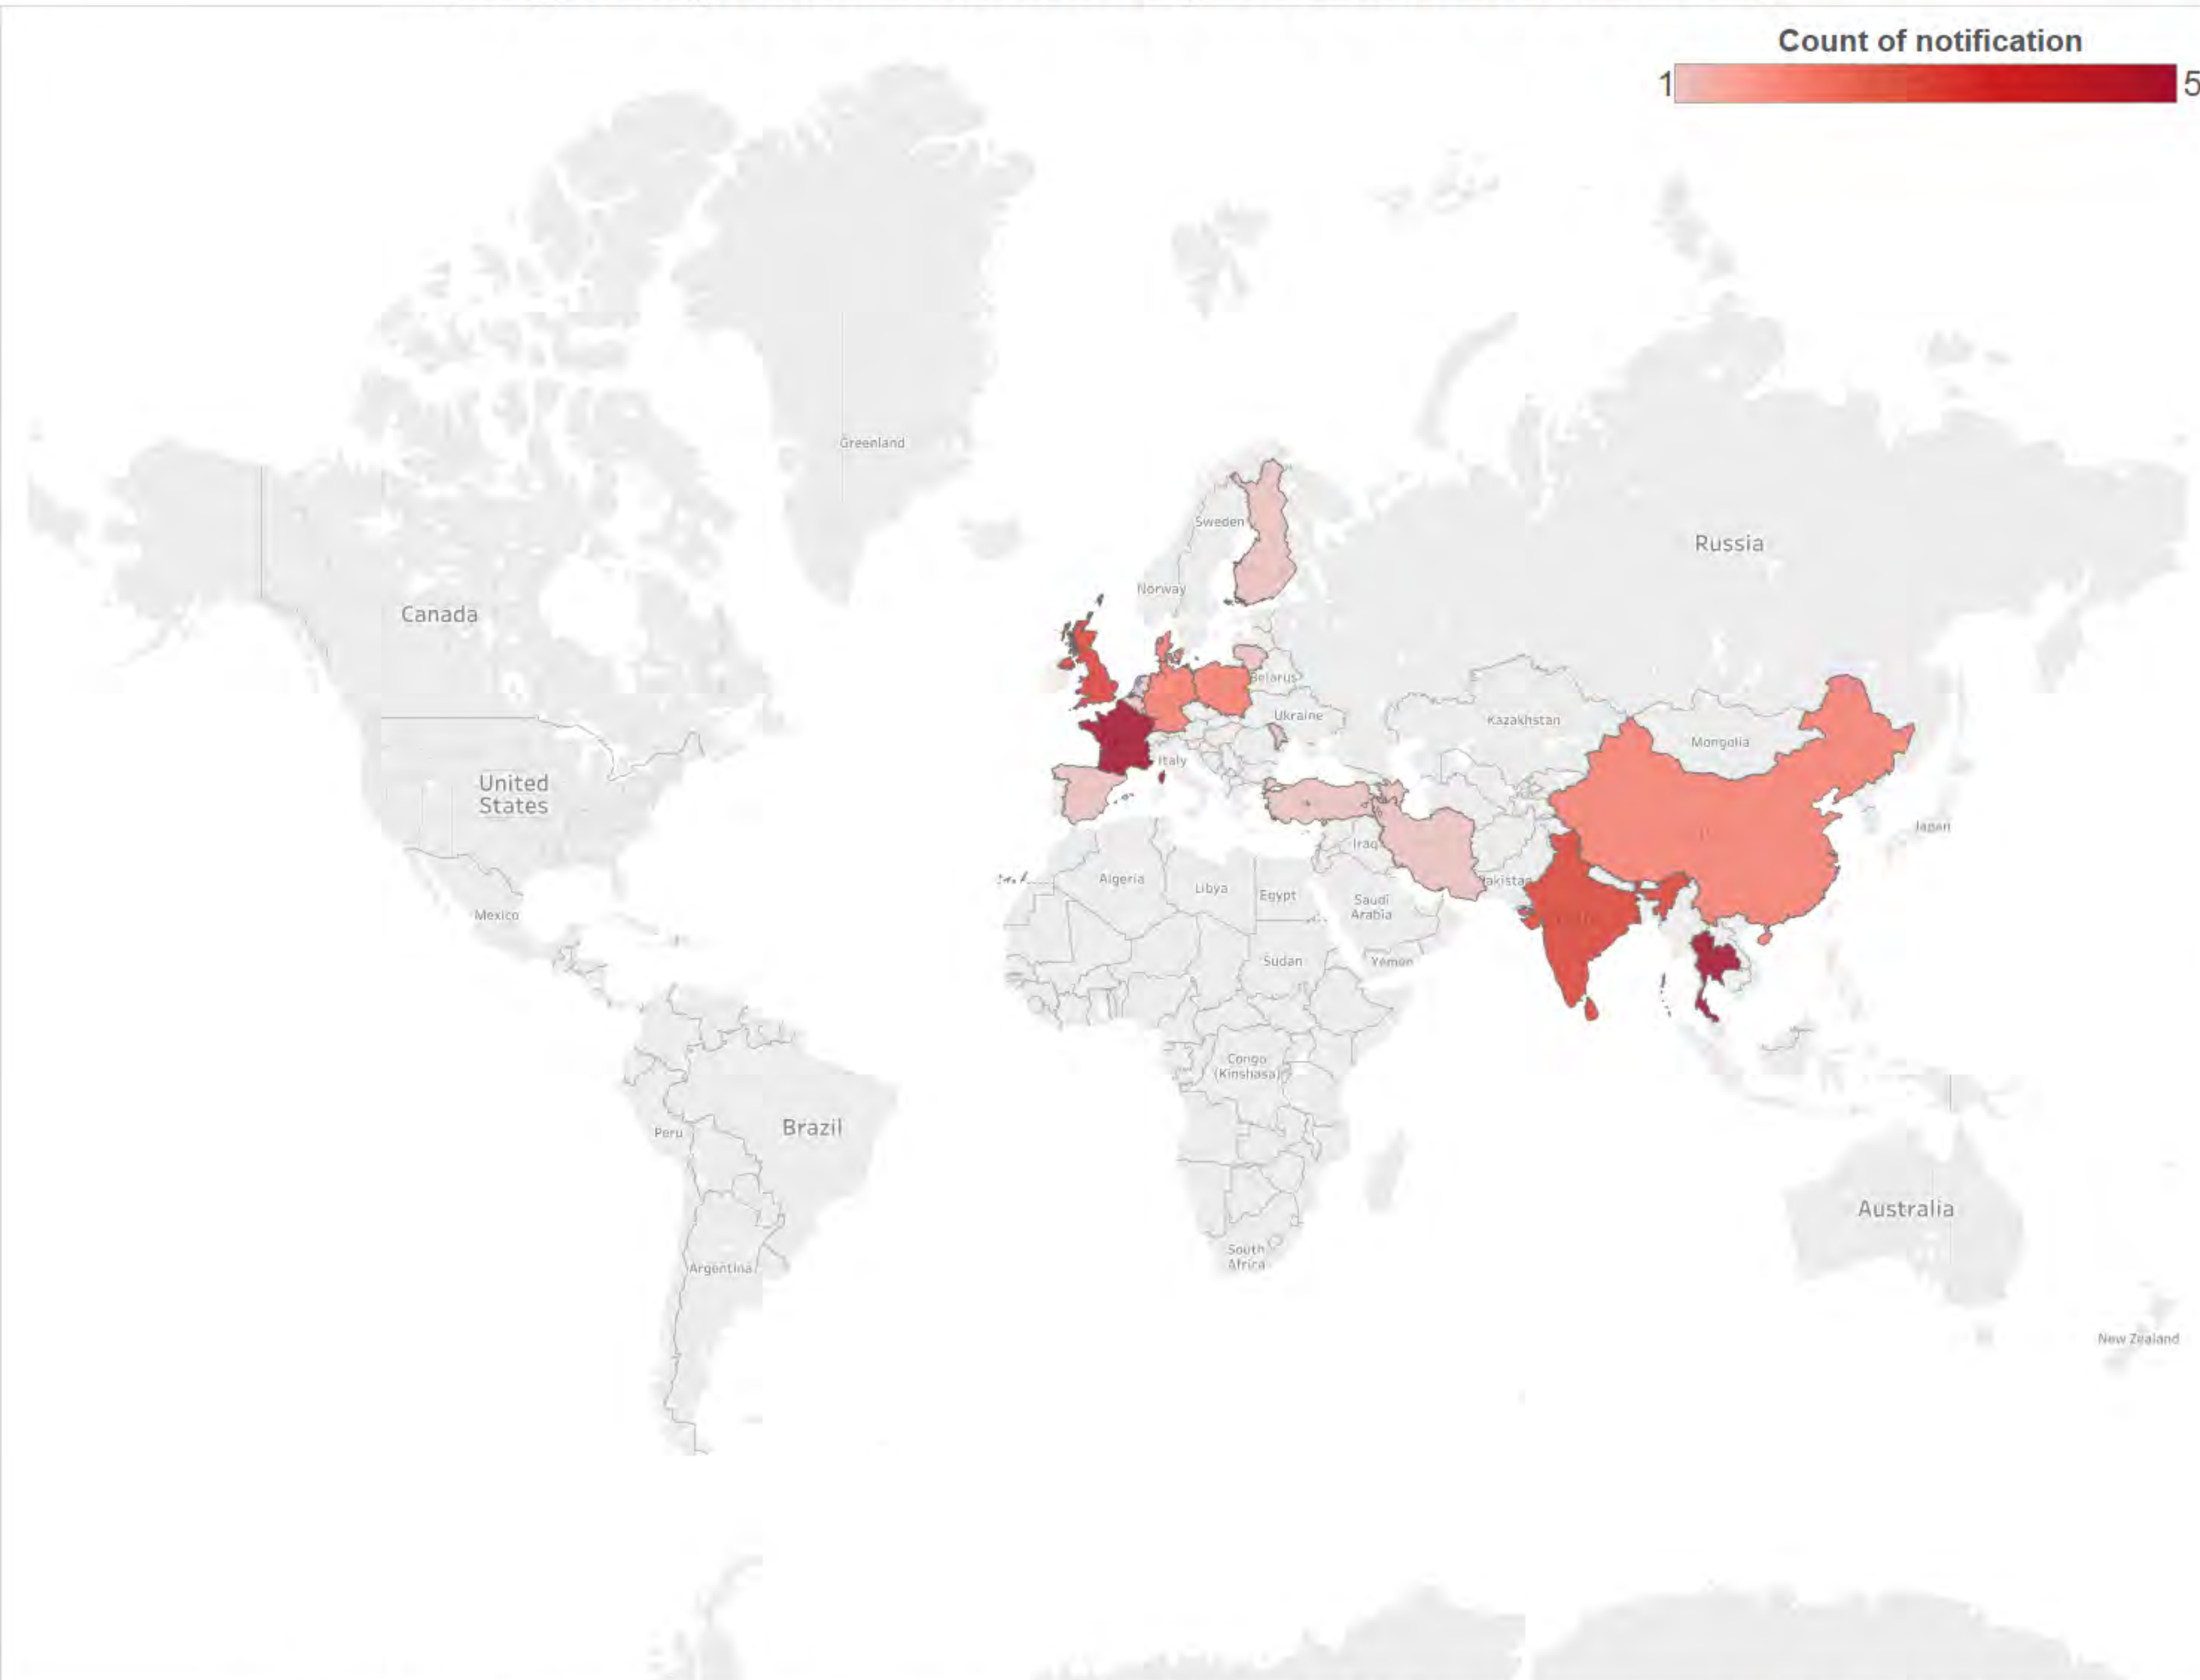 Count of notification
1
5
Greenland
Sweden
Russia
Norway
Canada
Belarus
Ukraine
Kazakhstan
Mongolia
Italy
United
States
Japan
Iraq
Algeria
Libya
Egypt
Pakistan
Saudi
Arabia
Mexico
Sudan
Yemen
Congo
(Kinshasa)
Peru
Brazil
Australia
South
Africa
Argentina
New Zealand